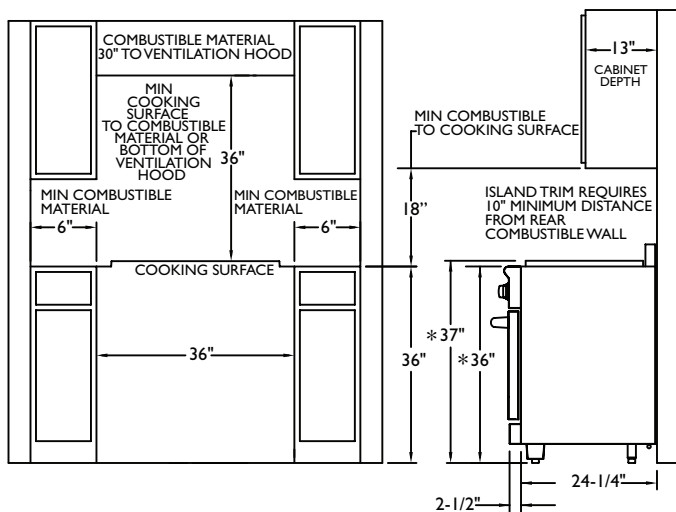 COMBUSTIBLE MATERIAL
30" TO VENTILATION HOOD
MIN
COOKING
SURFACE
TO COMBUSTIBLE
MATERIAL OR
BOTTOM OF
VENTILATION
HOOD
36"
MIN COMBUSTIBLE
MATERIAL
6"
MIN COMBUSTIBLE
MATERIAL
6"
COOKING SURFACE
36"
13"
CABINET
DEPTH
MIN COMBUSTIBLE
TO COOKING SURFACE
18”
ISLAND TRIM REQUIRES
10" MINIMUM DISTANCE
FROM REAR
COMBUSTIBLE WALL
36"
*37"
*36"
24-1/4"
2-1/2"